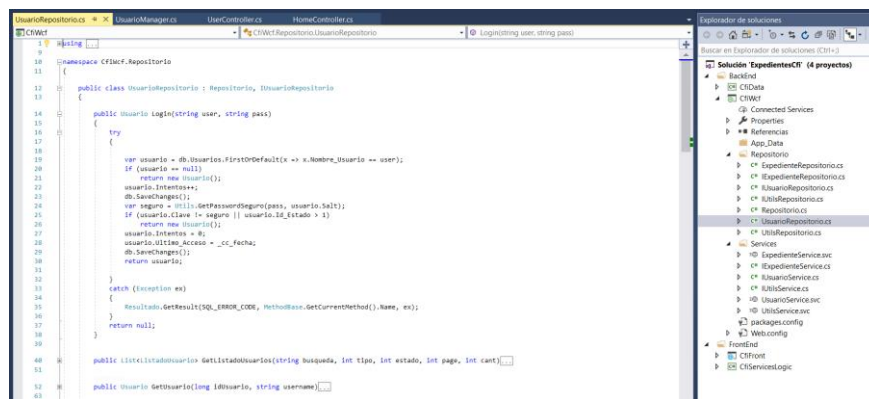 UsuarioRepositorio.cs UsuarioManager.cs UserController.cs HomeController.cs
CfiWcf CfiWcf.Repositorio.UsuarioRepositorio Login(string user, string pass)
1 using ...
9
10 namespace CfiWcf.Repositorio
11 {
12 public class UsuarioRepositorio : Repositorio, IUsuarioRepositorio
13 {
14 public Usuario Login(string user, string pass)
15 {
16 try
17 {
18
19 var usuario = db.Usuarios.FirstOrDefault(x => x.Nombre_Usuario == user);
20 if (usuario == null)
21 return new Usuario();
22 usuario.Intentos++;
23 db.SaveChanges();
24 var seguro = Utils.GetPasswordSeguro(pass, usuario.Salt);
25 if (usuario.Clave != seguro || usuario.Id_Estado > 1)
26 return new Usuario();
27 usuario.Intentos = 0;
28 usuario.Ultimo_Acceso = _cc_fecha;
29 db.SaveChanges();
30 return usuario;
31
32 }
33 catch (Exception ex)
34 {
35 Resultado.GetResult(SQL_ERROR_CODE, MethodBase.GetCurrentMethod().Name, ex);
36 }
37 return null;
38 }
39
40 public List<ListadoUsuario> GetListadoUsuarios(string busqueda, int tipo, int estado, int page, int cant)...
51
52 public Usuario GetUsuario(long idUsuario, string username)...
63
Explorador de soluciones
Buscar en Explorador de soluciones (Ctrl+;)
Solución 'ExpedientesCfi' (4 proyectos)
BackEnd
CfiData
CfiWcf
Connected Services
Properties
Referencias
App_Data
Repositorio
ExpedienteRepositorio.cs
IExpedienteRepositorio.cs
IUsuarioRepositorio.cs
IUtilsRepositorio.cs
Repositorio.cs
UsuarioRepositorio.cs
UtilsRepositorio.cs
Services
ExpedienteService.svc
IExpedienteService.cs
IUsuarioService.cs
IUtilsService.cs
UsuarioService.svc
UtilsService.svc
packages.config
Web.config
FrontEnd
CfiFront
CfiServicesLogic